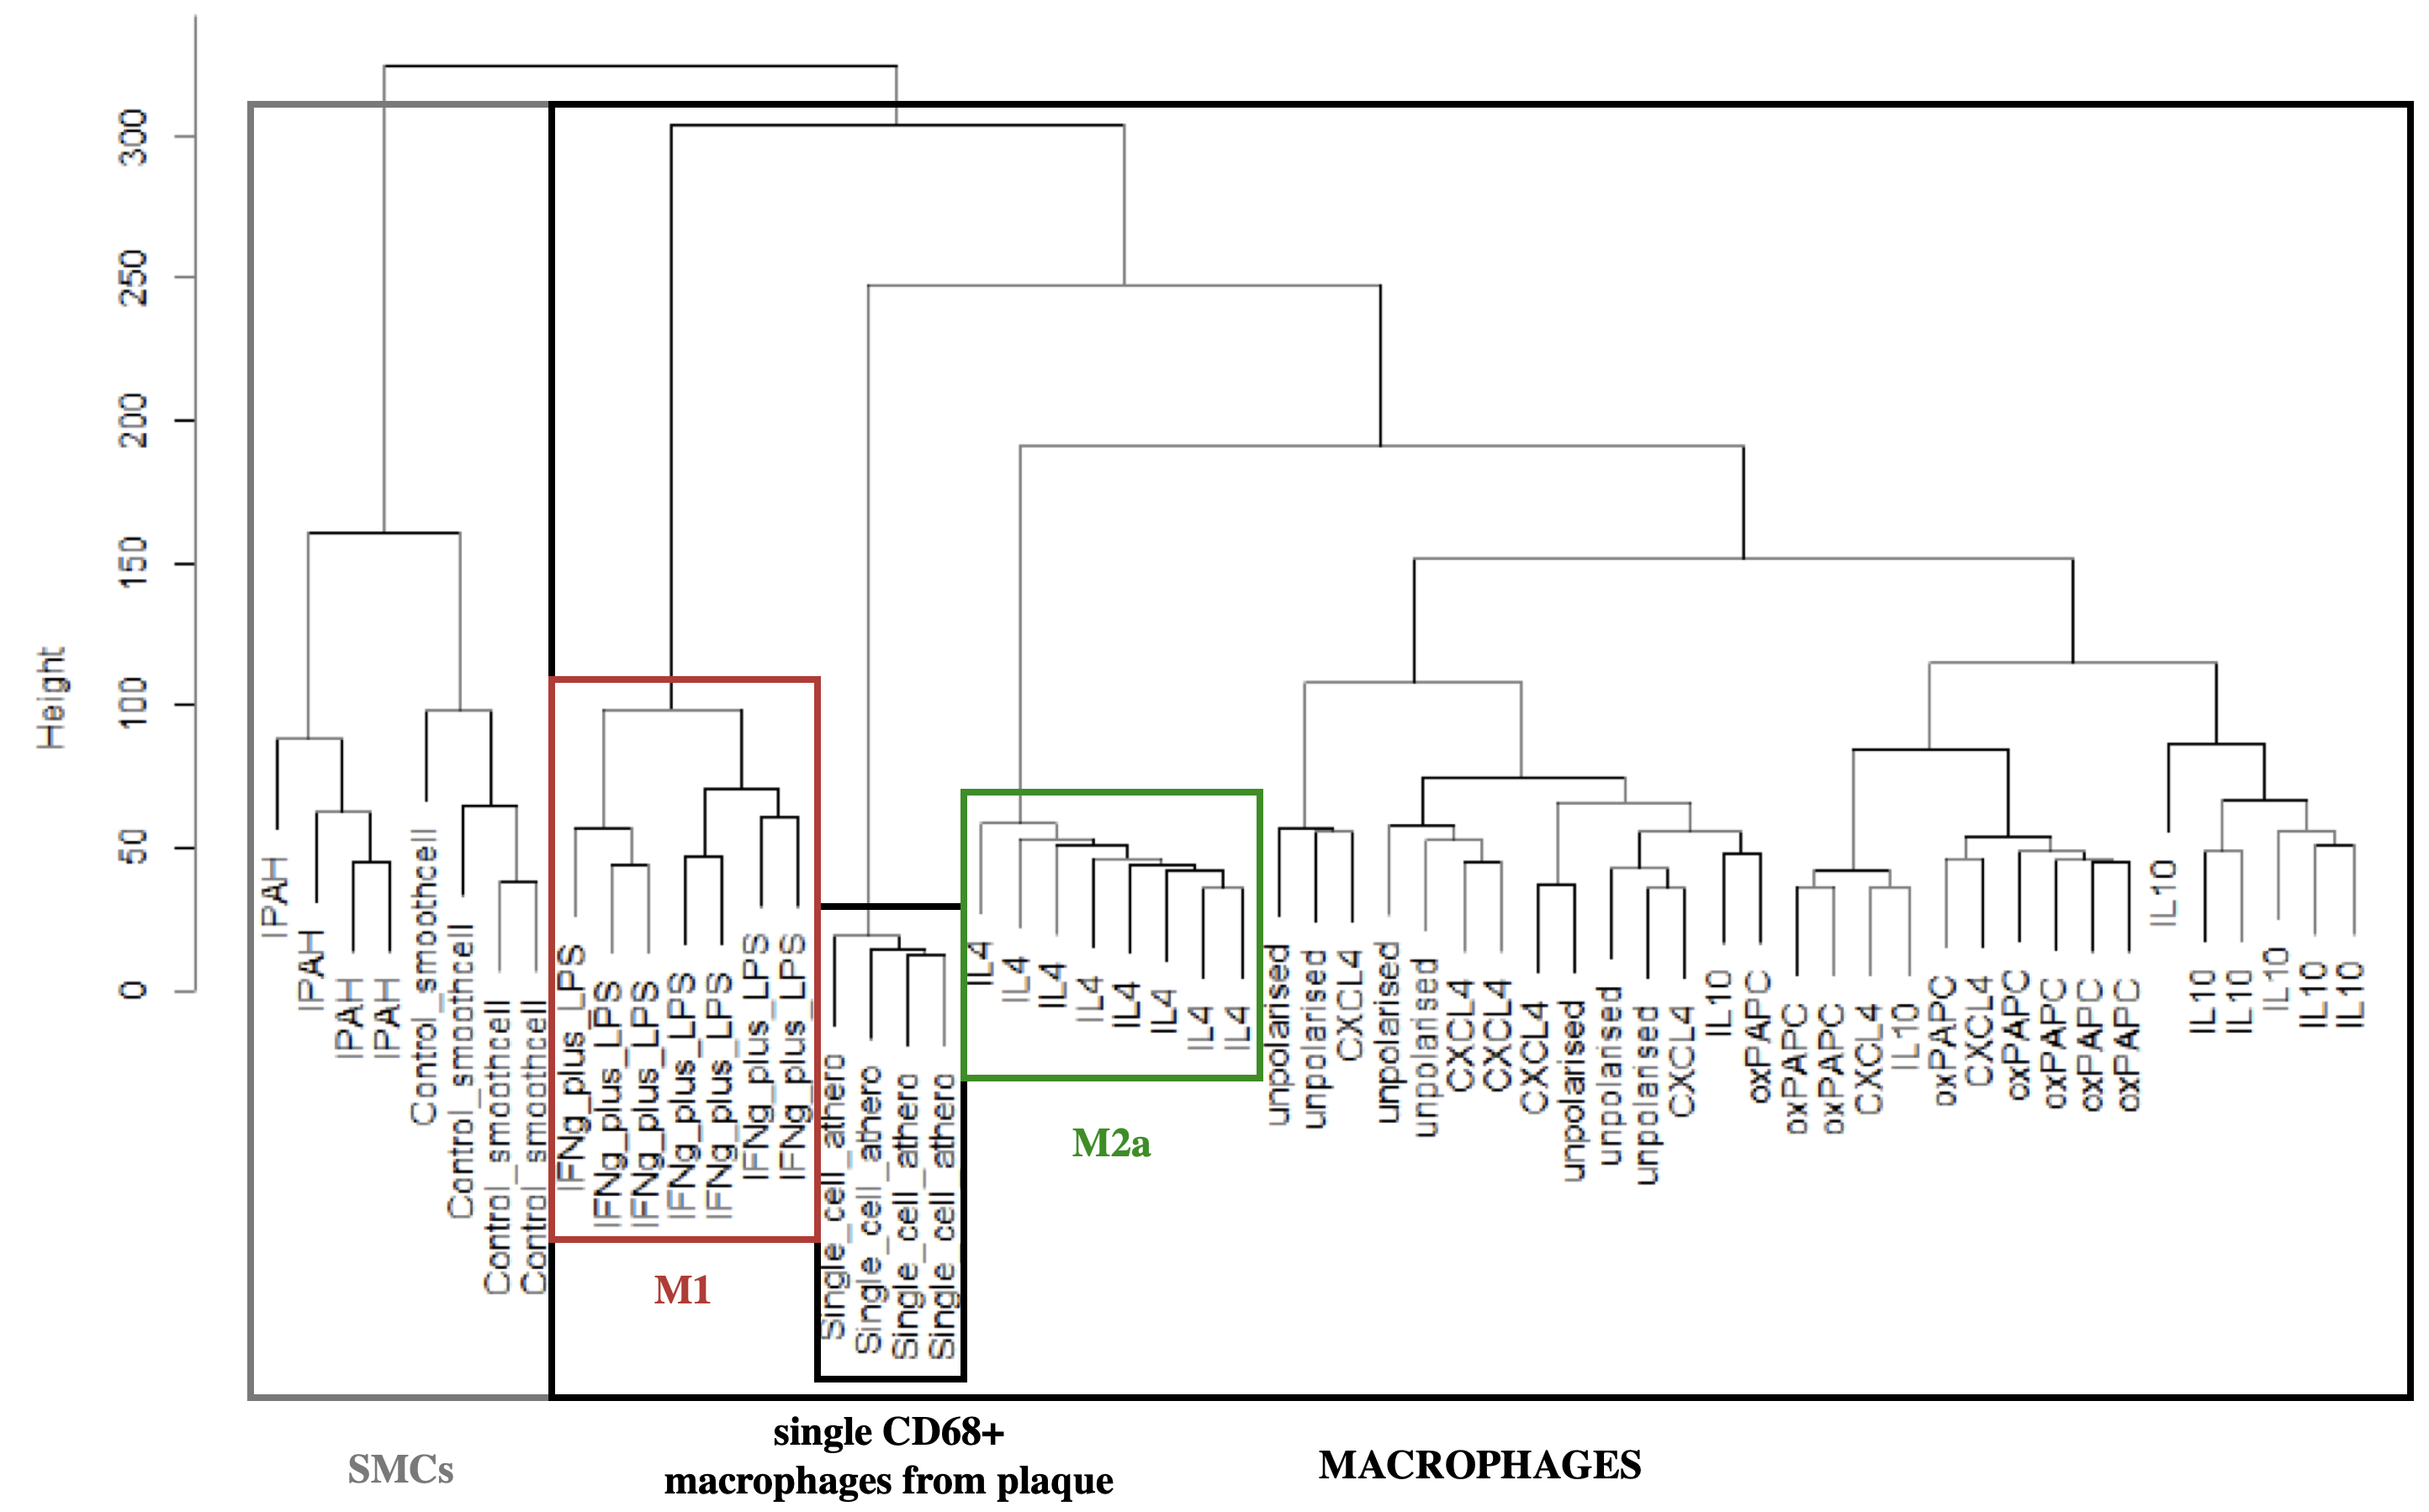 Height
300
250
200
150
100
50
0
IPAH
IPAH
IPAH
IPAH
Control_smoothcell
Control_smoothcell
Control_smoothcell
Control_smoothcell
IFNg_plus_LPS
IFNg_plus_LPS
IFNg_plus_LPS
IFNg_plus_LPS
IFNg_plus_LPS
IFNg_plus_LPS
IFNg_plus_LPS
Single_cell_athero
Single_cell_athero
Single_cell_athero
Single_cell_athero
IL4
IL4
IL4
IL4
IL4
IL4
IL4
IL4
unpolarised
unpolarised
CXCL4
unpolarised
unpolarised
CXCL4
CXCL4
CXCL4
unpolarised
unpolarised
unpolarised
CXCL4
IL10
oxPAPC
oxPAPC
oxPAPC
CXCL4
IL10
oxPAPC
CXCL4
oxPAPC
oxPAPC
oxPAPC
oxPAPC
IL10
IL10
IL10
IL10
IL10
IL10
M1
M2a
SMCs
single CD68+
macrophages from plaque
MACROPHAGES